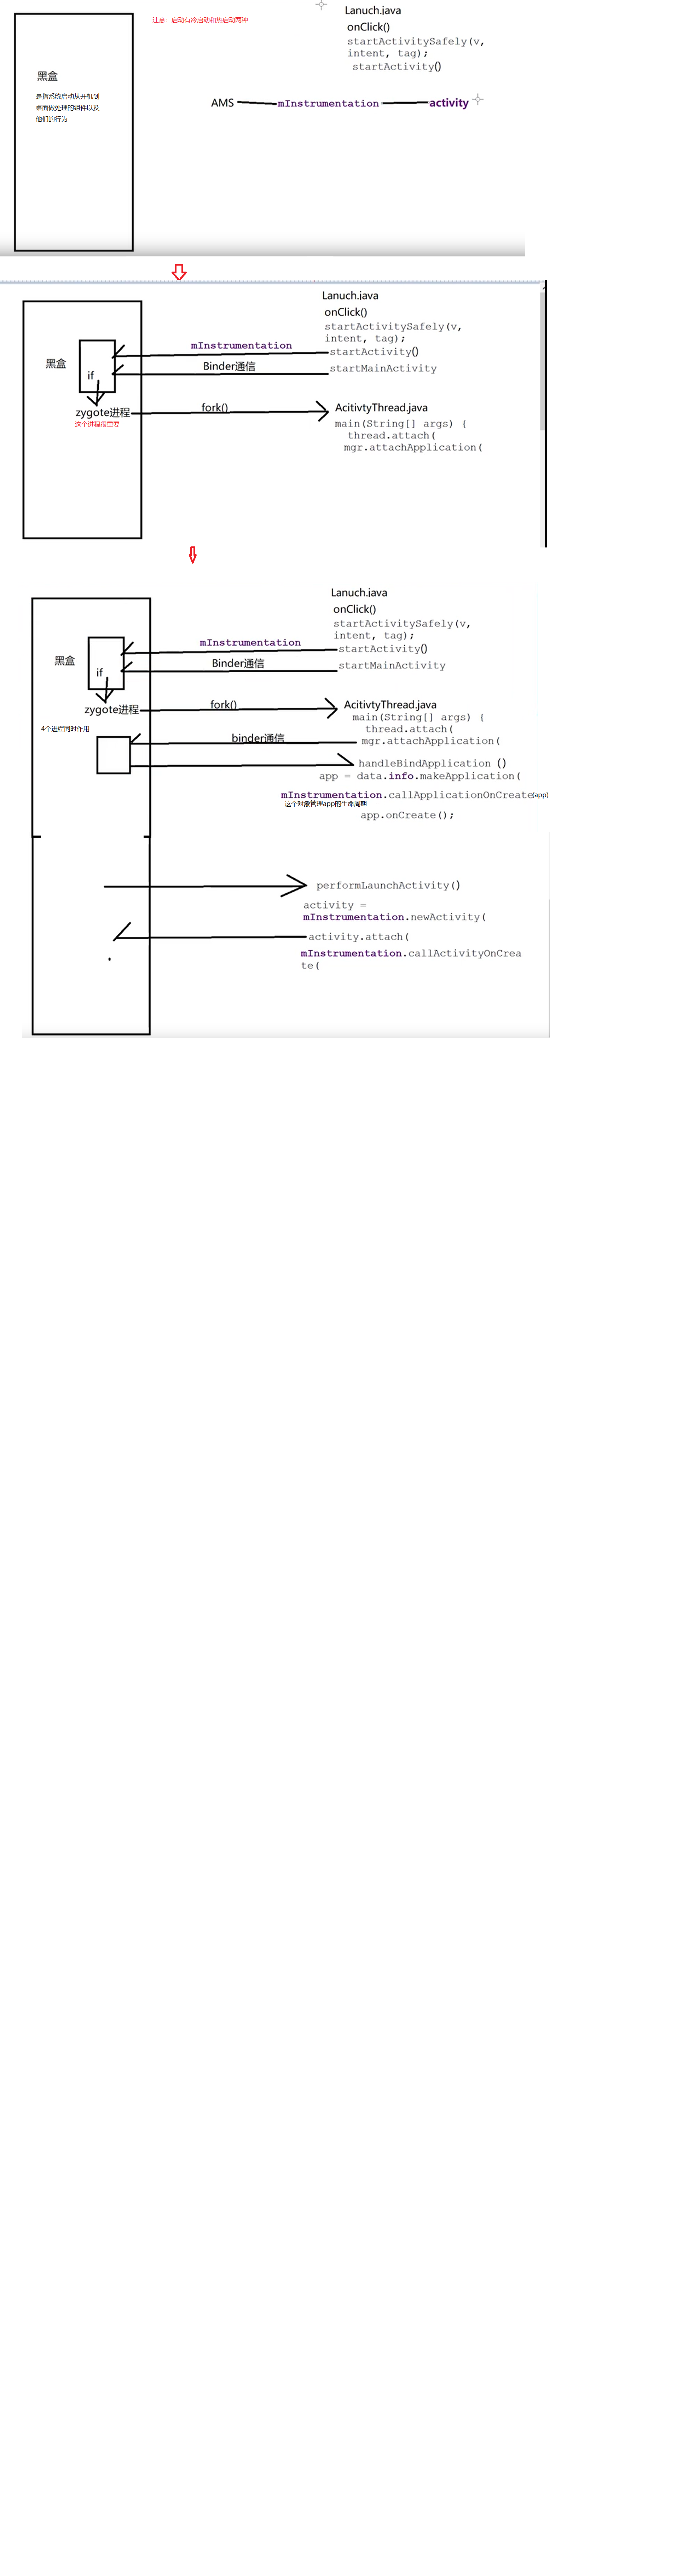 注意：启动有冷启动和热启动两种
Lanuch.java
onClick()
startActivitySafely(v,
intent, tag);
startActivity()
黑盒
是指系统启动从开机到
桌面做处理的组件以及
他们的行为
AMS mInstrumentation activity
Lanuch.java
onClick()
startActivitySafely(v,
intent, tag);
mInstrumentation startActivity()
黑盒 Binder通信 startMainActivity
if
zygote进程 fork() AcitivtyThread.java
这个进程很重要
main(String[] args) {
thread.attach(
mgr.attachApplication(
Lanuch.java
onClick()
startActivitySafely(v,
intent, tag);
mInstrumentation startActivity()
黑盒 Binder通信 startMainActivity
if
zygote进程 fork() AcitivtyThread.java
main(String[] args) {
4个进程同时作用 thread.attach(
binder通信 mgr.attachApplication(
handleBindApplication ()
app = data.info.makeApplication(
mInstrumentation.callApplicationOnCreate(app)
这个对象管理app的生命周期
app.onCreate();
performLaunchActivity()
activity =
mInstrumentation.newActivity(
activity.attach(
mInstrumentation.callActivityOnCrea
te(